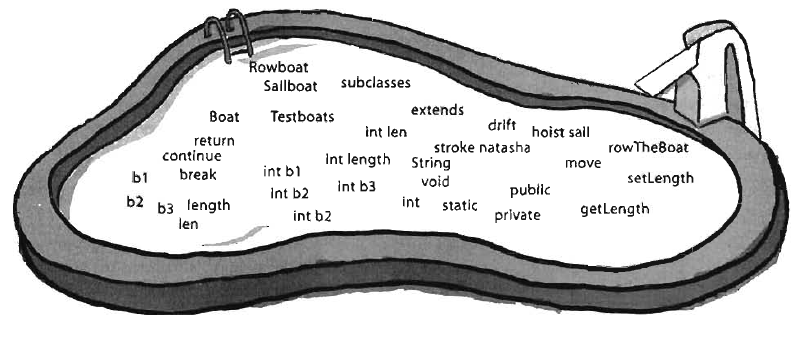 Rowboat
Sailboat
subclasses
extends
Boat
Testboats
drift
int len
hoist sail
return
stroke natasha
rowTheBoat
continue
int length
String
move
b1
break
int b1
void
setLength
int b2
int b3
public
b2
b3
length
int
static
private
getLength
len
int b2